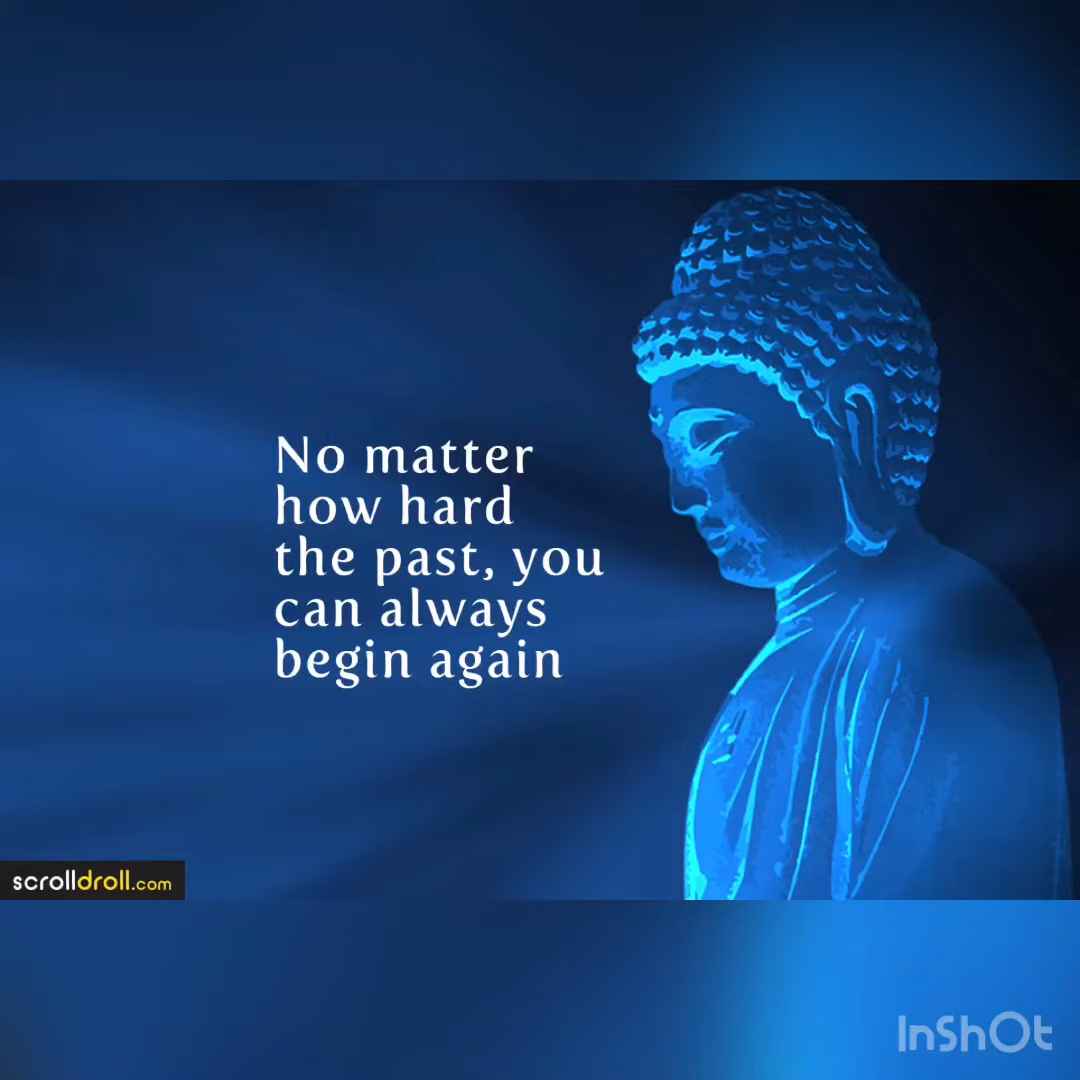 No matter
how hard
the past, you
can always
begin again
scrolldroll.com
InShOt